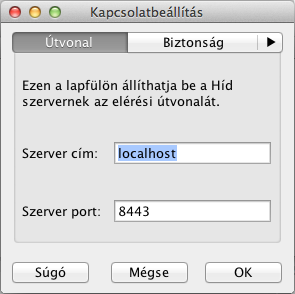 Kapcsolatbeállítás
Útvonal
Biztonság
Ezen a lapfülön állíthatja be a Híd
szervernek az elérési útvonalát.
Szerver cím: localhost
Szerver port: 8443
Súgó
Mégse
OK